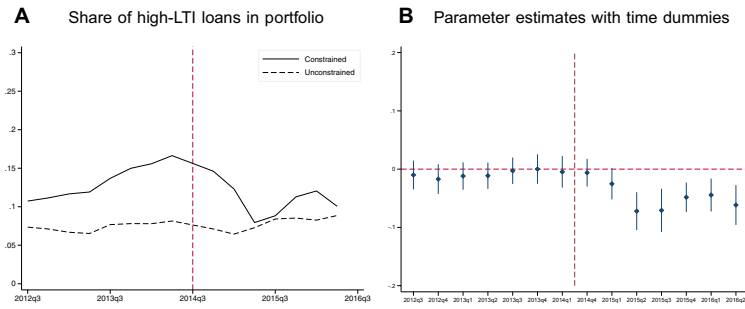 A Share of high-LTI loans in portfolio
.3
.25
.2
.15
.1
.05
0
2012q3 2013q3 2014q3 2015q3 2016q3
Constrained
Unconstrained
B Parameter estimates with time dummies
.2
.1
0
-.1
-.2
2012q3 2012q4 2013q1 2013q2 2013q3 2013q4 2014q1 2014q4 2015q1 2015q2 2015q3 2015q4 2016q1 2016q2